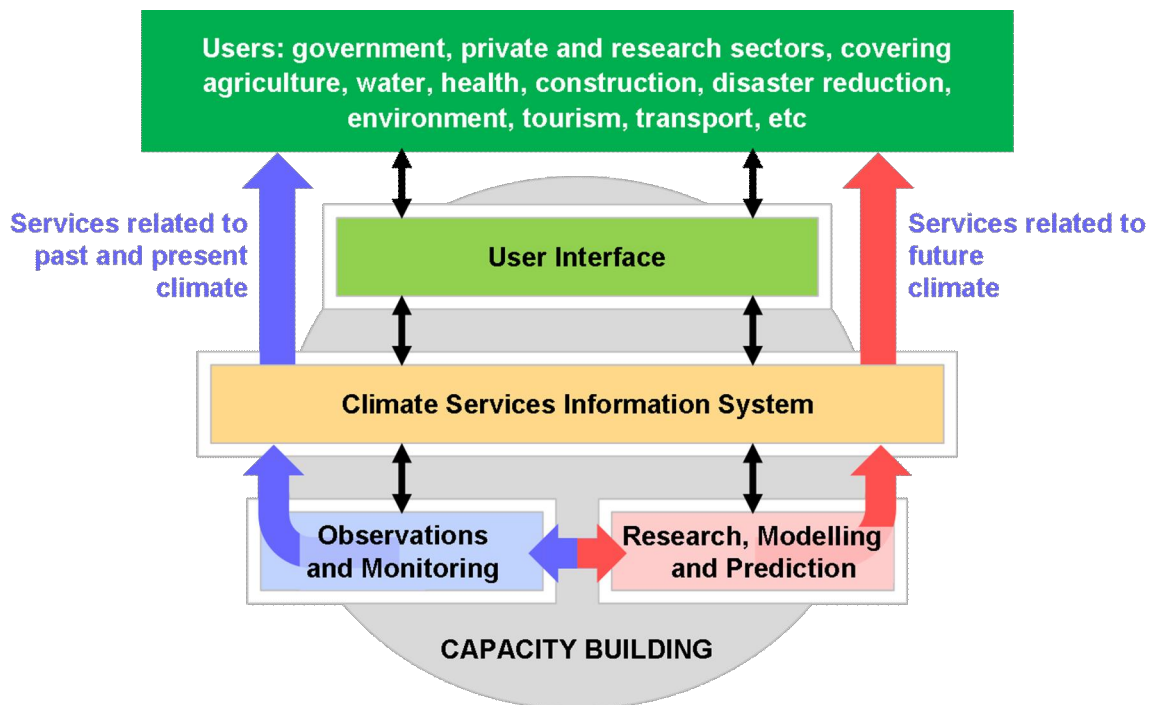 Users: government, private and research sectors, covering
agriculture, water, health, construction, disaster reduction,
environment, tourism, transport, etc
Services related to
past and present
climate
Services related to
future
climate
User Interface
Climate Services Information System
Observations
and Monitoring
Research, Modelling
and Prediction
CAPACITY BUILDING